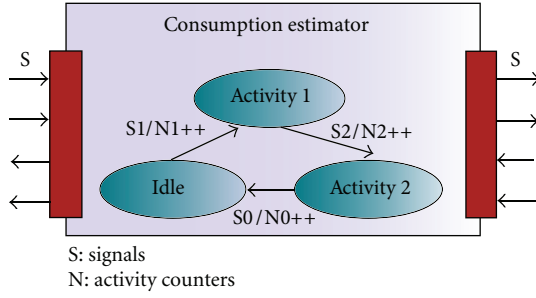 Consumption estimator
S
S
Activity 1
S1/N1++
S2/N2++
Idle
Activity 2
S0/N0++
S: signals
N: activity counters